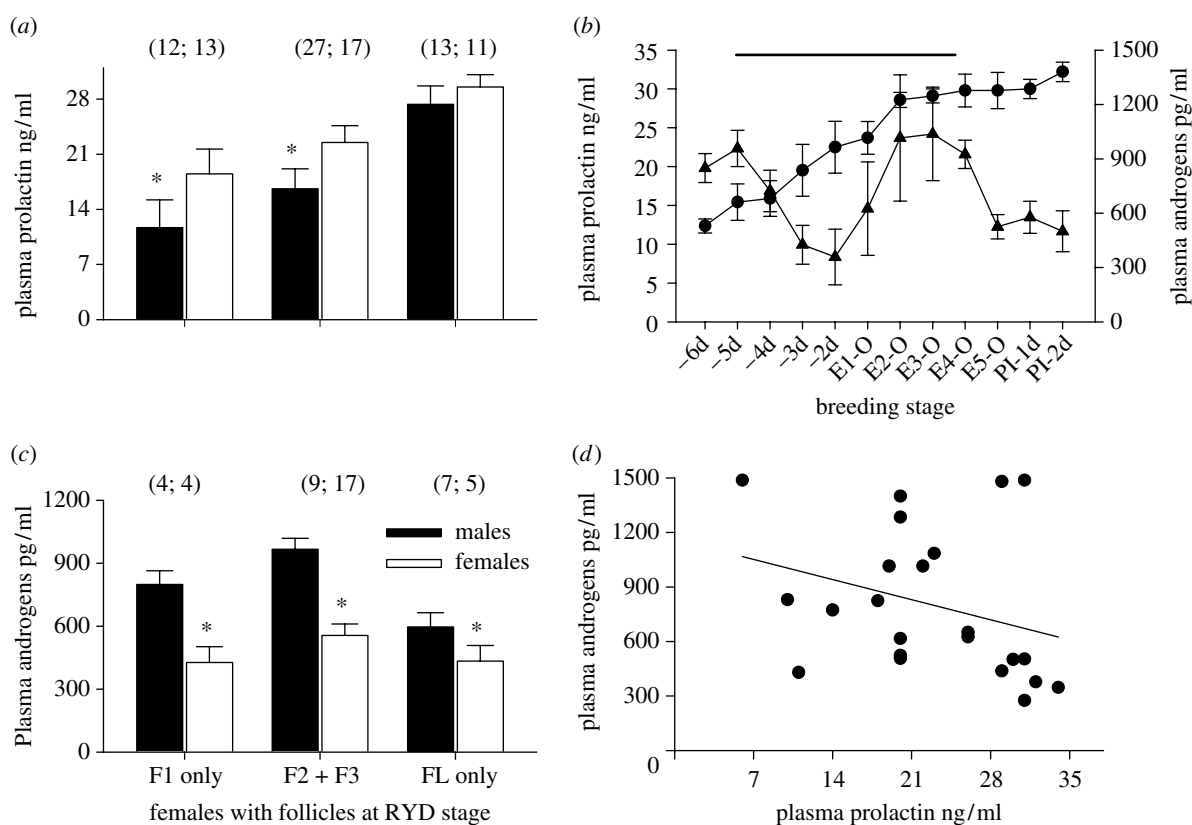 (a)
(12; 13) (27; 17) (13; 11)
plasma prolactin ng/ml
28
21
14
7
0
* *
(b)
plasma prolactin ng/ml
35
30
25
20
15
10
5
0
1500
1200
900
600
300
0
plasma androgens pg/ml
−6d −5d −4d −3d −2d E1-O E2-O E3-O E4-O E5-O PI-1d PI-2d
breeding stage
(c)
(4; 4) (9; 17) (7; 5)
Plasma androgens pg/ml
1200
900
600
300
0
males
females
* * *
F1 only F2 + F3 FL only
females with follicles at RYD stage
(d)
plasma androgens pg/ml
1500
1200
900
600
300
0
7 14 21 28 35
plasma prolactin ng/ml